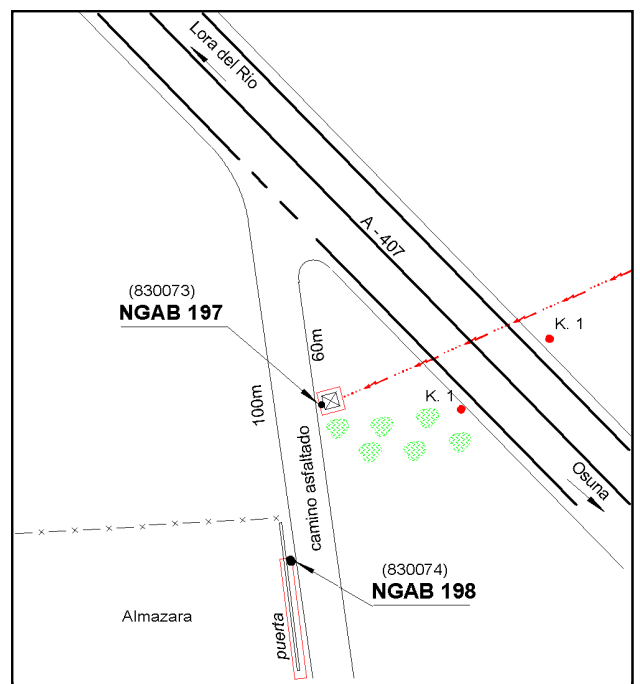 Lora del Rio
A - 407
(830073)
NGAB 197
K. 1
60m
K. 1
100m
Osuna
camino asfaltado
(830074)
NGAB 198
Almazara
puerta